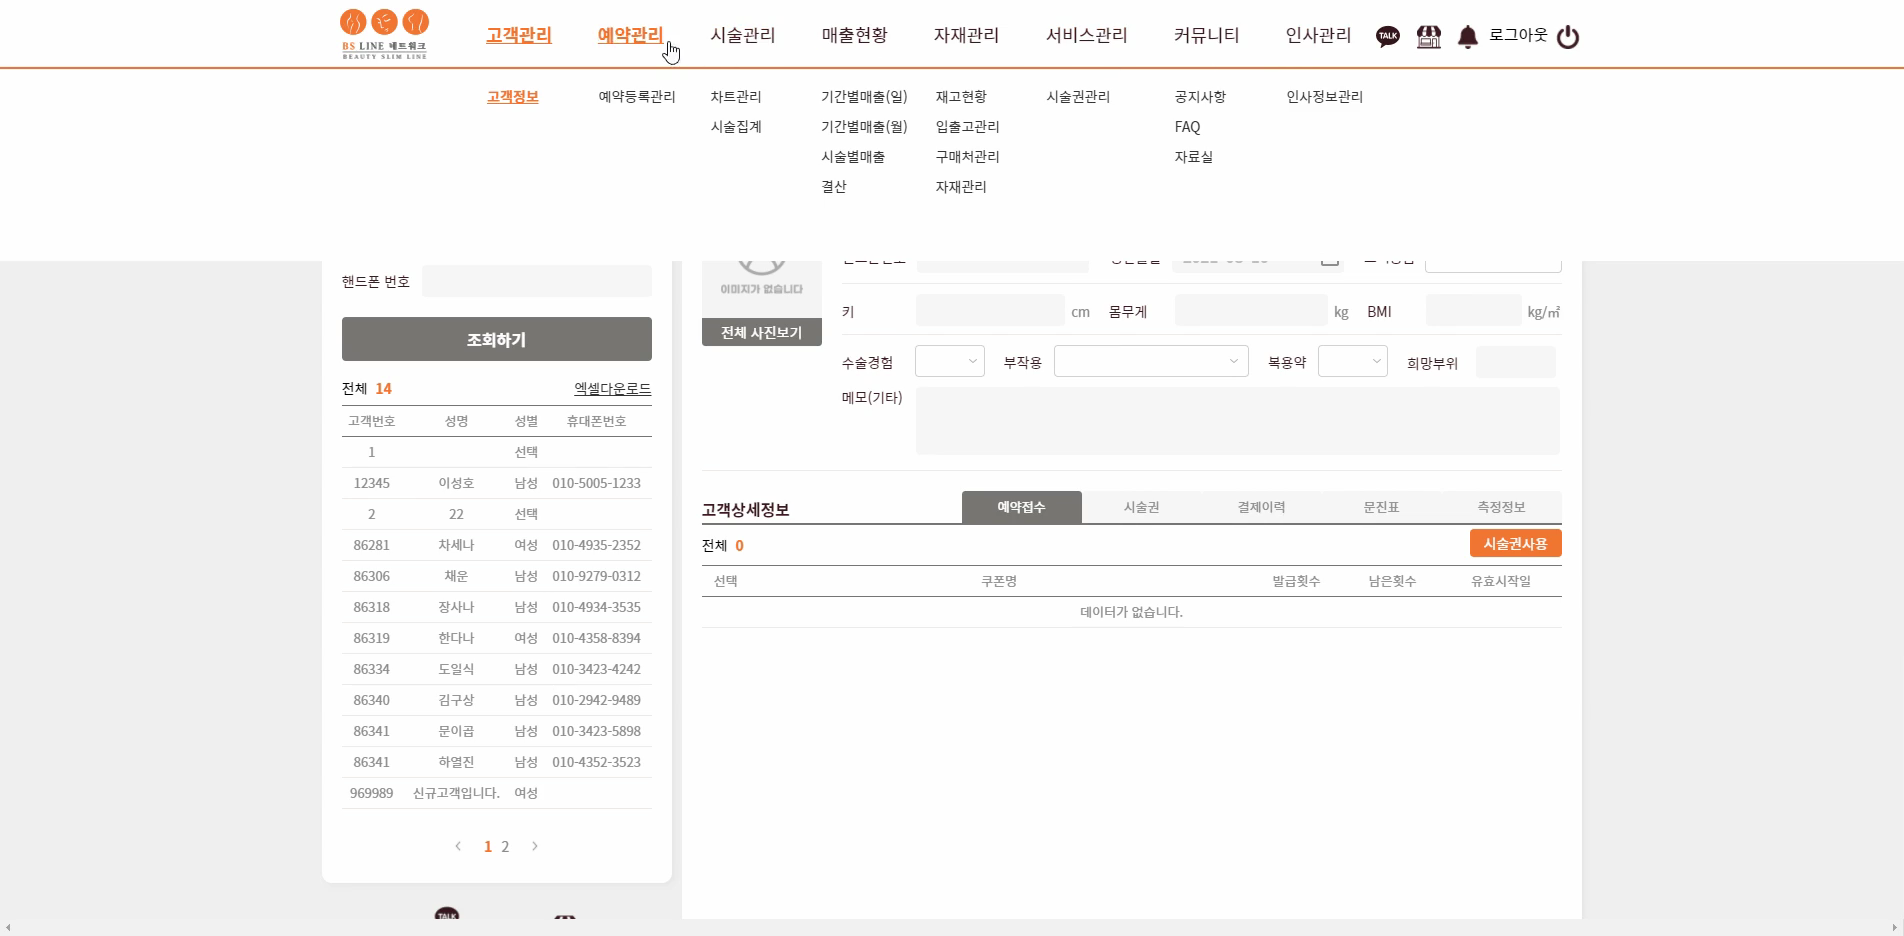 BS LINE 네트워크
BEAUTY SLIM LINE
고객관리 예약관리 시술관리 매출현황 자재관리 서비스관리 커뮤니티 인사관리 TALK 로그아웃
고객정보 예약등록관리 차트관리 기간별매출(일) 재고현황 시술권관리 공지사항 인사정보관리
시술집계 기간별매출(월) 입출고관리 FAQ
시술별매출 구매처관리 자료실
결산 자재관리
핸드폰 번호
조회하기
전체 14 엑셀다운로드
고객번호 성명 성별 휴대폰번호
1 선택
12345 이성호 남성 010-5005-1233
2 22 선택
86281 차세나 여성 010-4935-2352
86306 채운 남성 010-9279-0312
86318 장사나 남성 010-4934-3535
86319 한다나 여성 010-4358-8394
86334 도일식 남성 010-3423-4242
86340 김구상 남성 010-2942-9489
86341 문이곱 남성 010-3423-5898
86341 하열진 남성 010-4352-3523
969989 신규고객입니다. 여성
1 2
TALK
이미지가 없습니다
전체 사진보기
키 cm 몸무게 kg BMI kg/㎡
수술경험 부작용 복용약 희망부위
메모(기타)
고객상세정보 예약접수 시술권 결제이력 문진표 측정정보
전체 0 시술권사용
선택 쿠폰명 발급횟수 남은횟수 유효시작일
데이터가 없습니다.